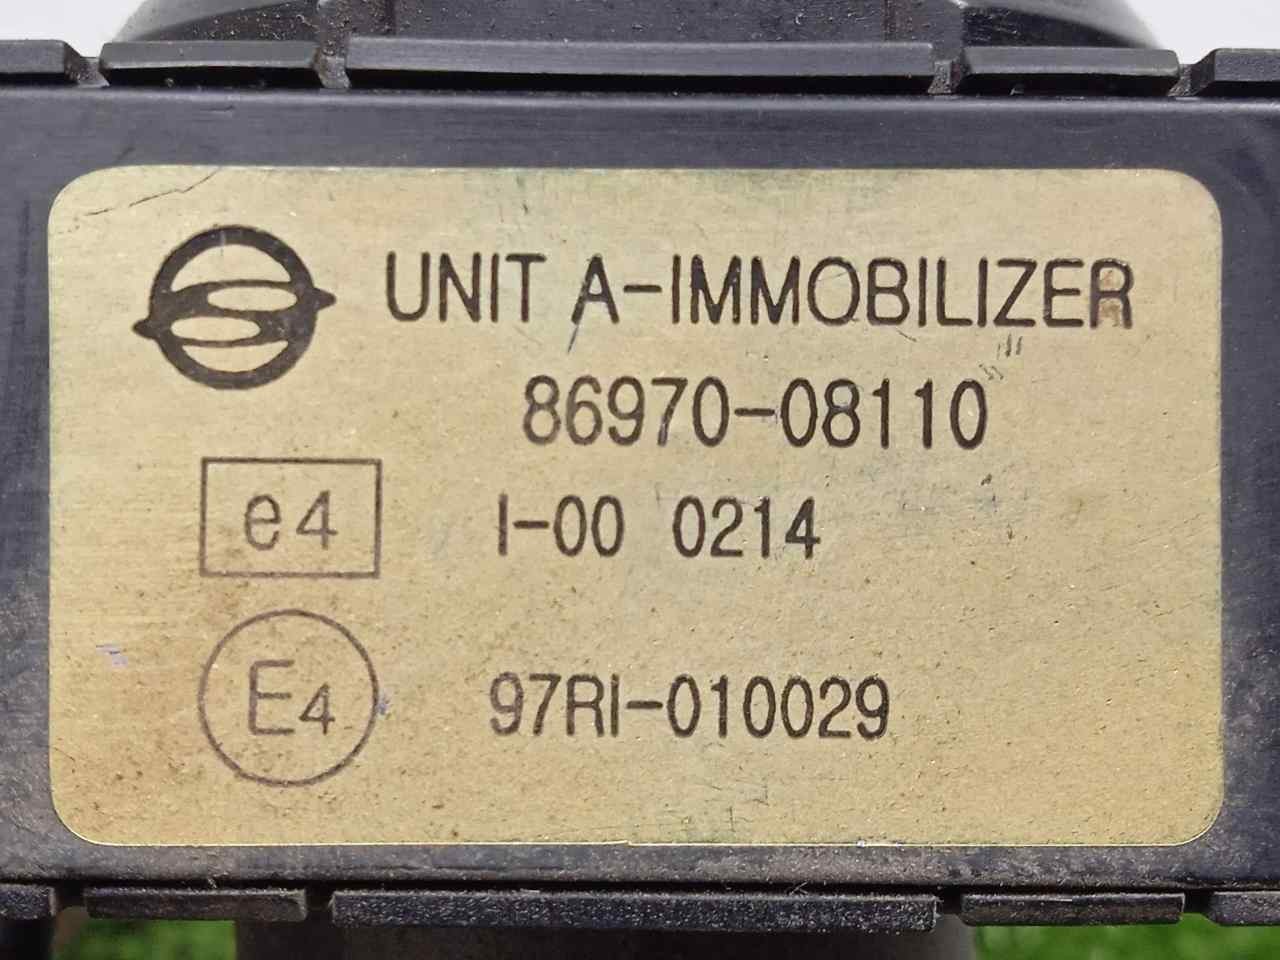 UNIT A-IMMOBILIZER
86970-08110
e4 I-00 0214
E4 97RI-010029